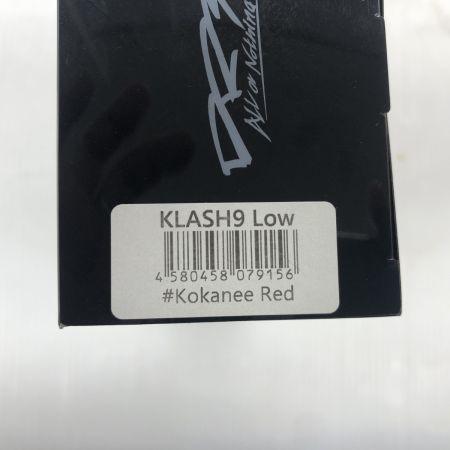 All or Nothing
KLASH9 Low
4 580458 079156
#Kokanee Red